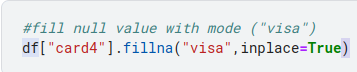 #fill null value with mode ("visa")
df["card4"].fillna("visa",inplace=True)